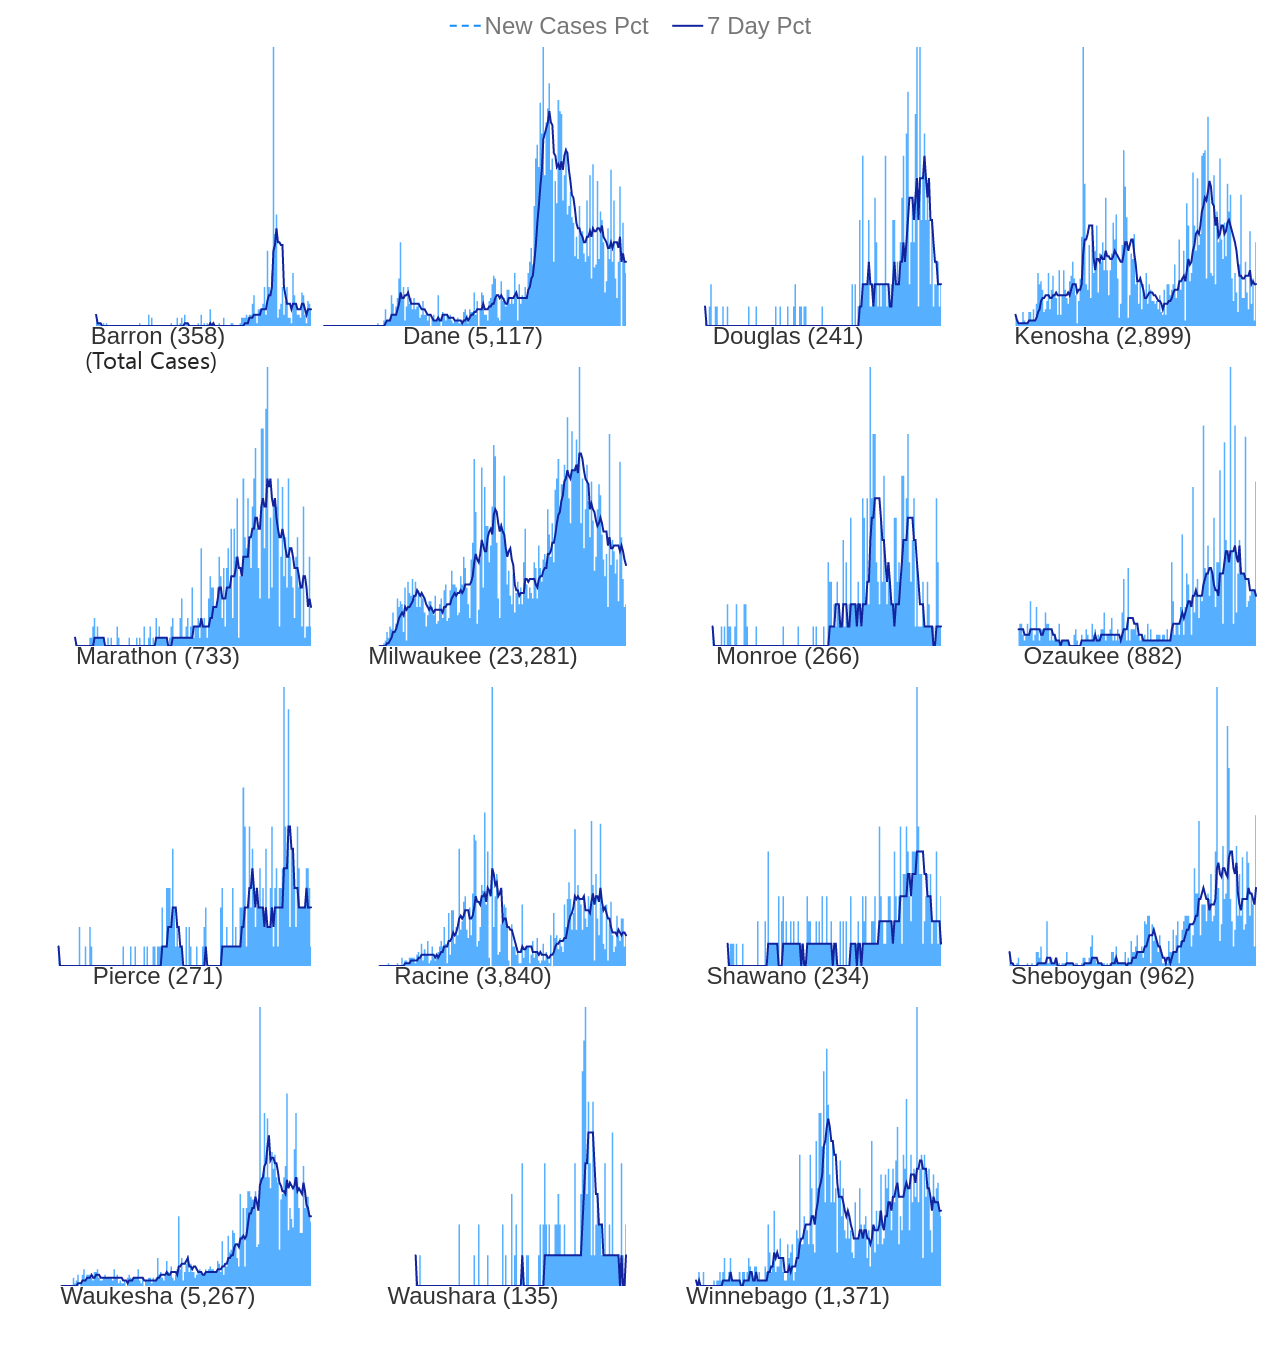 New Cases Pct 7 Day Pct
Barron (358) Dane (5,117) Douglas (241) Kenosha (2,899)
(Total Cases)
Marathon (733) Milwaukee (23,281) Monroe (266) Ozaukee (882)
Pierce (271) Racine (3,840) Shawano (234) Sheboygan (962)
Waukesha (5,267) Waushara (135) Winnebago (1,371)